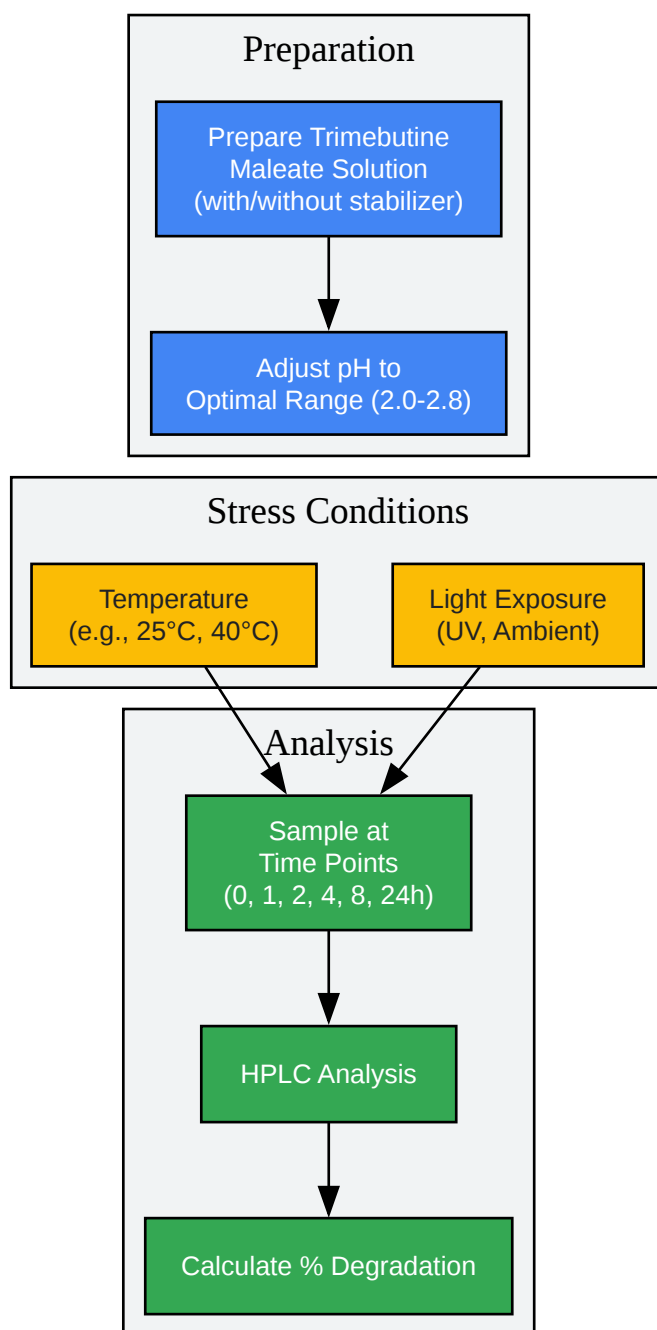 Preparation
Prepare Trimebutine
Maleate Solution
(with/without stabilizer)
Adjust pH to
Optimal Range (2.0-2.8)
Stress Conditions
Temperature
(e.g., 25°C, 40°C)
Light Exposure
(UV, Ambient)
Analysis
Sample at
Time Points
(0, 1, 2, 4, 8, 24h)
HPLC Analysis
Calculate % Degradation